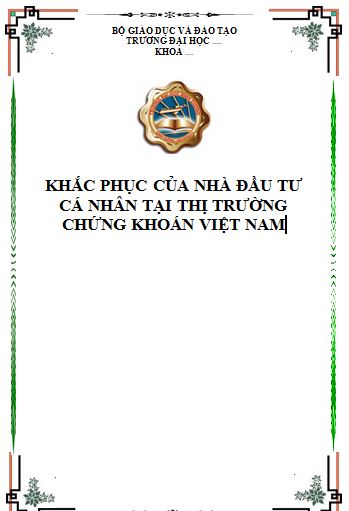 BỘ GIÁO DỤC VÀ ĐÀO TẠO
TRƯỜNG ĐẠI HỌC ....
KHOA ...
KHẮC PHỤC CỦA NHÀ ĐẦU TƯ
CÁ NHÂN TẠI THỊ TRƯỜNG
CHỨNG KHOÁN VIỆT NAM